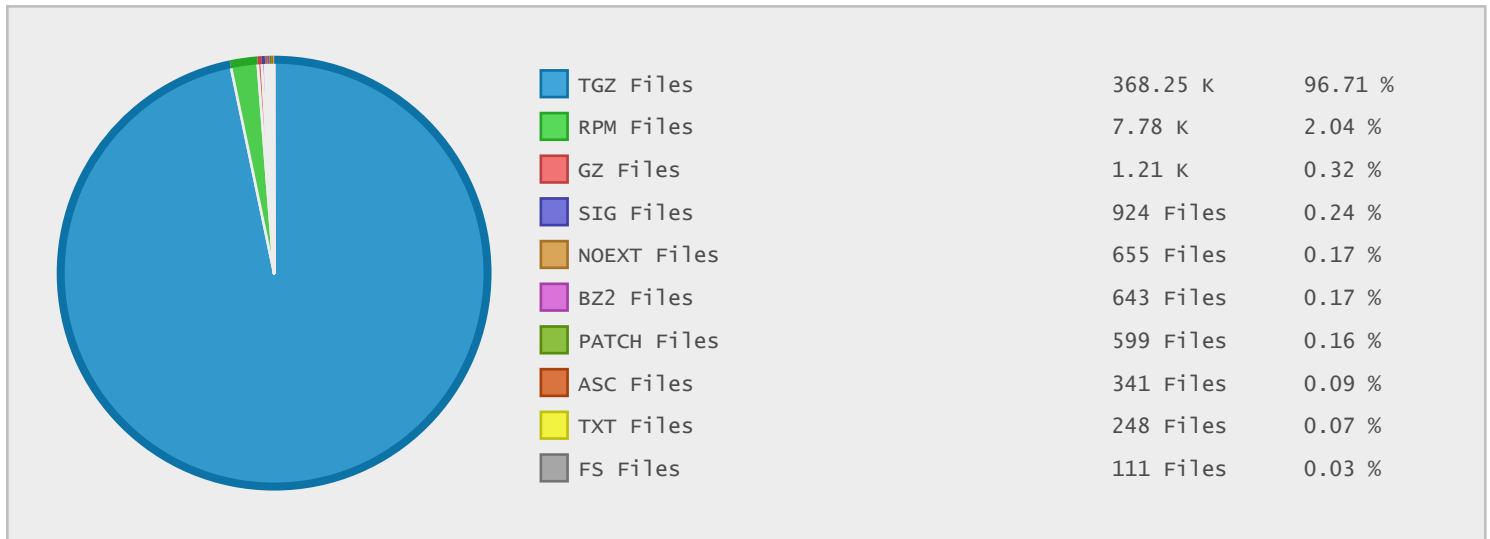 TGZ Files 368.25 K 96.71 %
RPM Files 7.78 K 2.04 %
GZ Files 1.21 K 0.32 %
SIG Files 924 Files 0.24 %
NOEXT Files 655 Files 0.17 %
BZ2 Files 643 Files 0.17 %
PATCH Files 599 Files 0.16 %
ASC Files 341 Files 0.09 %
TXT Files 248 Files 0.07 %
FS Files 111 Files 0.03 %